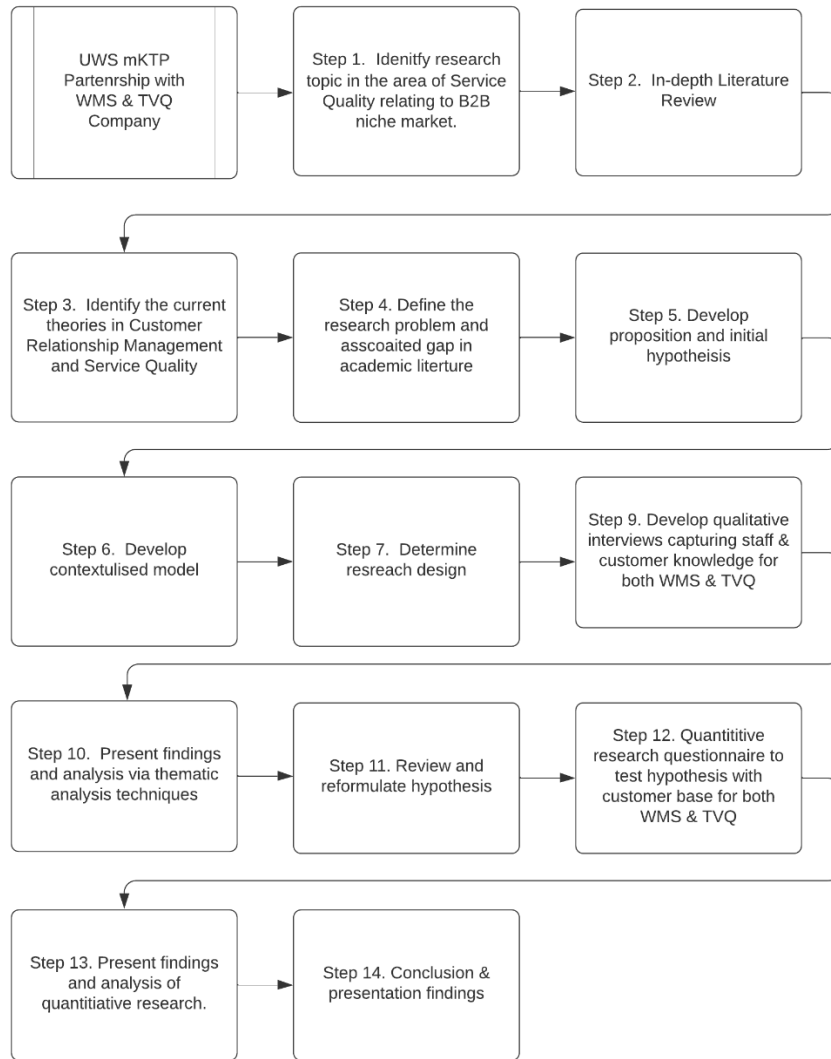 UWS mKTP
Partenrship with
WMS & TVQ
Company
Step 1.  Idenitfy research
topic in the area of Service
Quality relating to B2B
niche market.
Step 2.  In-depth Literature
Review
Step 3.  Identify the current
theories in Customer
Relationship Management
and Service Quality
Step 4. Define the
research problem and
asscoaited gap in
academic literture
Step 5. Develop
proposition and initial
hypotheisis
Step 6.  Develop
contextulised model
Step 7.  Determine
resreach design
Step 9. Develop qualitative
interviews capturing staff &
customer knowledge for
both WMS & TVQ
Step 10.  Present findings
and analysis via thematic
analysis techniques
Step 11. Review and
reformulate hypothesis
Step 12. Quantititive
research questionnaire to
test hypothesis with
customer base for both
WMS & TVQ
Step 13. Present findings
and analysis of
quantitiative research.
Step 14. Conclusion &
presentation findings